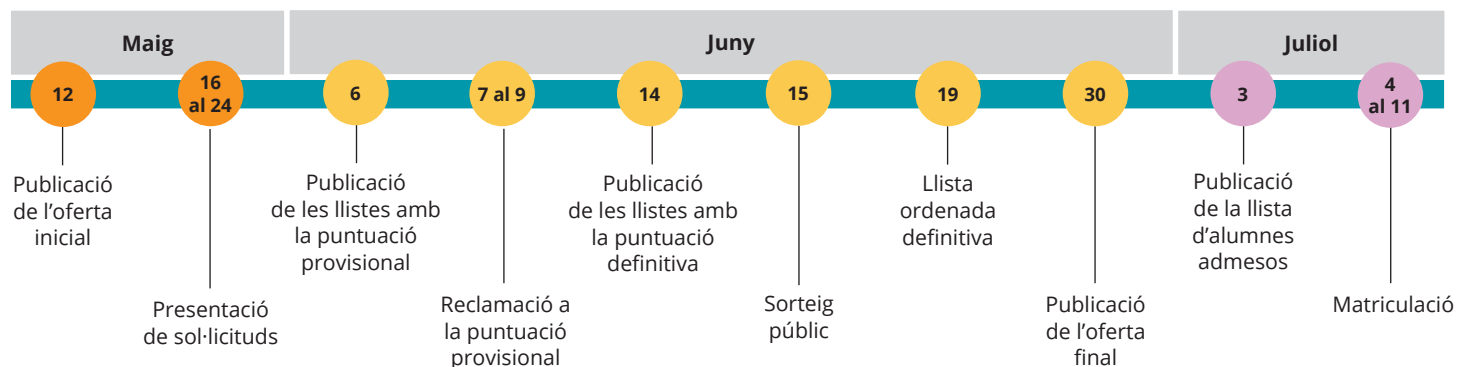 Maig
Juny
Juliol
12
16
al 24
6
7 al 9
14
15
19
30
3
4
al 11
Publicació
de l’oferta
inicial
Presentació
de sol·licituds
Publicació
de les llistes amb
la puntuació
provisional
Reclamació a
la puntuació
provisional
Publicació
de les llistes amb
la puntuació
definitiva
Sorteig
públic
Llista
ordenada
definitiva
Publicació
de l’oferta
final
Publicació
de la llista
d’alumnes
admesos
Matriculació